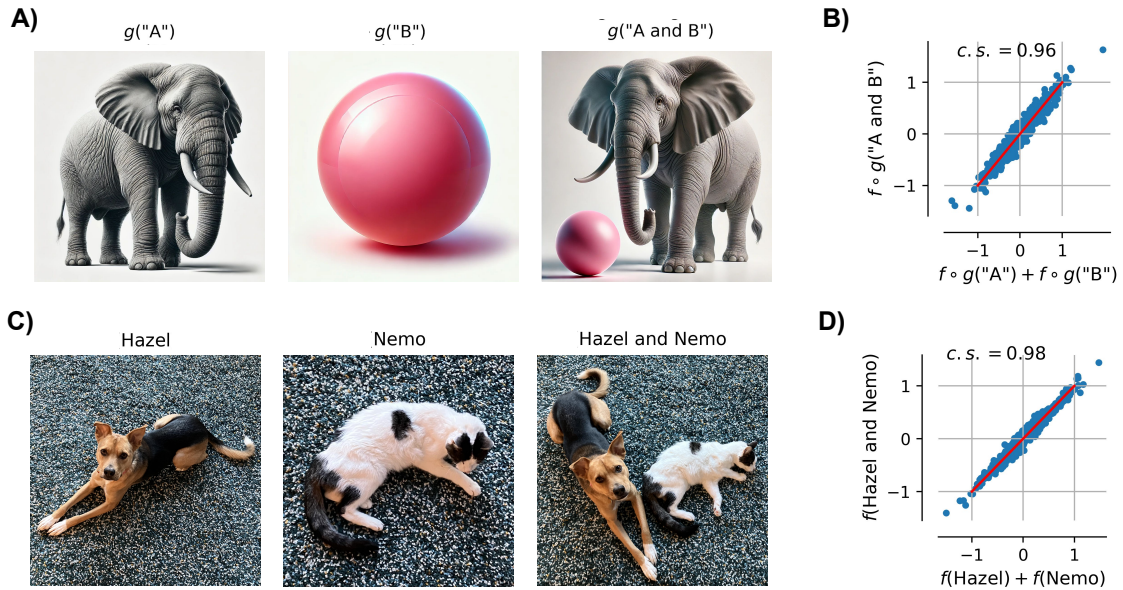 A)
g("A")
g("B")
g("A and B")
B)
c.s. = 0.96
f ∘ g("A and B")
1
0
−1
−1 0 1
f ∘ g("A") + f ∘ g("B")
C)
Hazel
Nemo
Hazel and Nemo
D)
c.s. = 0.98
f(Hazel and Nemo)
1
0
−1
−1 0 1
f(Hazel) + f(Nemo)